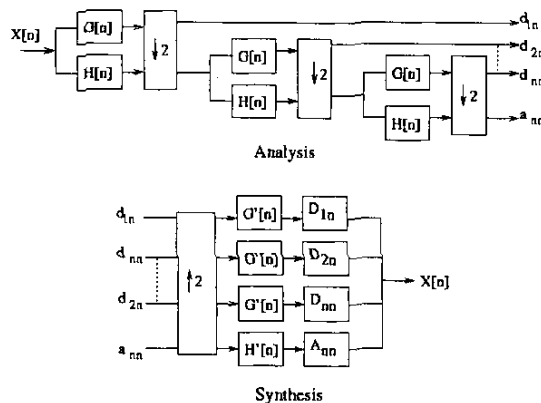 X[n]
G[n]
H[n]
↓2
G[n]
H[n]
↓2
G[n]
H[n]
↓2
d1n
d2n
dnn
ann
Analysis
d1n
dnn
d2n
ann
↑2
G'[n]
D1n
G'[n]
D2n
G'[n]
Dnn
H'[n]
Ann
X[n]
Synthesis